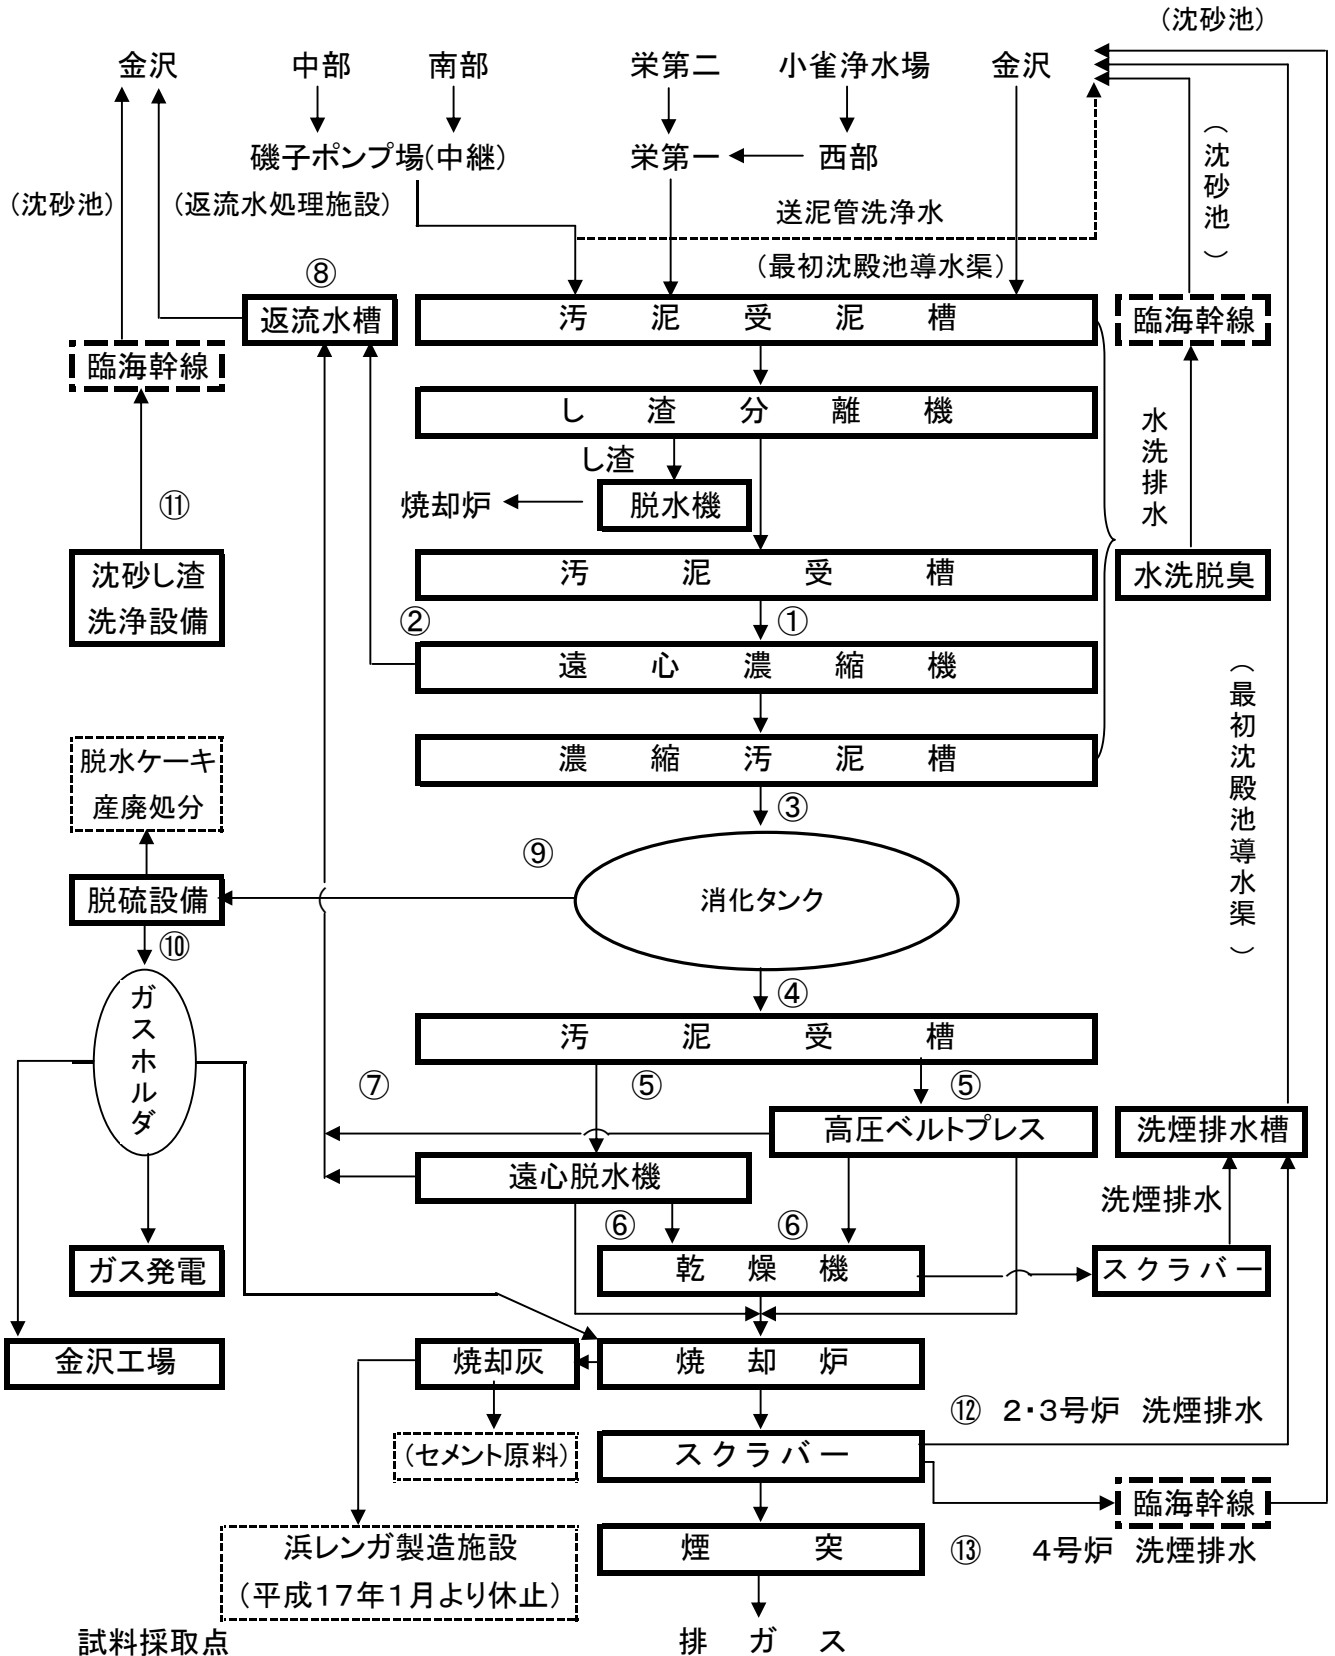 (沈砂池)
金沢 中部 南部 栄第二 小雀浄水場 金沢
磯子ポンプ場(中継) 栄第一 西部
(沈砂池)
(沈砂池) (返流水処理施設) 送泥管洗浄水
(最初沈殿池導水渠)
⑧
返流水槽 汚泥受泥槽 臨海幹線
臨海幹線
し渣分離機
水洗排水
し渣
焼却炉 脱水機
⑪
沈砂し渣
洗浄設備
汚泥受槽 水洗脱臭
② ①
遠心濃縮機
(最初沈殿池導水渠)
脱水ケーキ
産廃処分
濃縮汚泥槽
③
⑨
脱硫設備 消化タンク
⑩
④
ガスホルダ
汚泥受槽
⑦ ⑤ ⑤
高圧ベルトプレス 洗煙排水槽
遠心脱水機
洗煙排水
⑥ ⑥
ガス発電 乾燥機 スクラバー
金沢工場 焼却灰 焼却炉
⑫ 2・3号炉 洗煙排水
(セメント原料) スクラバー
臨海幹線
浜レンガ製造施設
(平成17年1月より休止)
煙突 ⑬ 4号炉 洗煙排水
試料採取点 排ガス